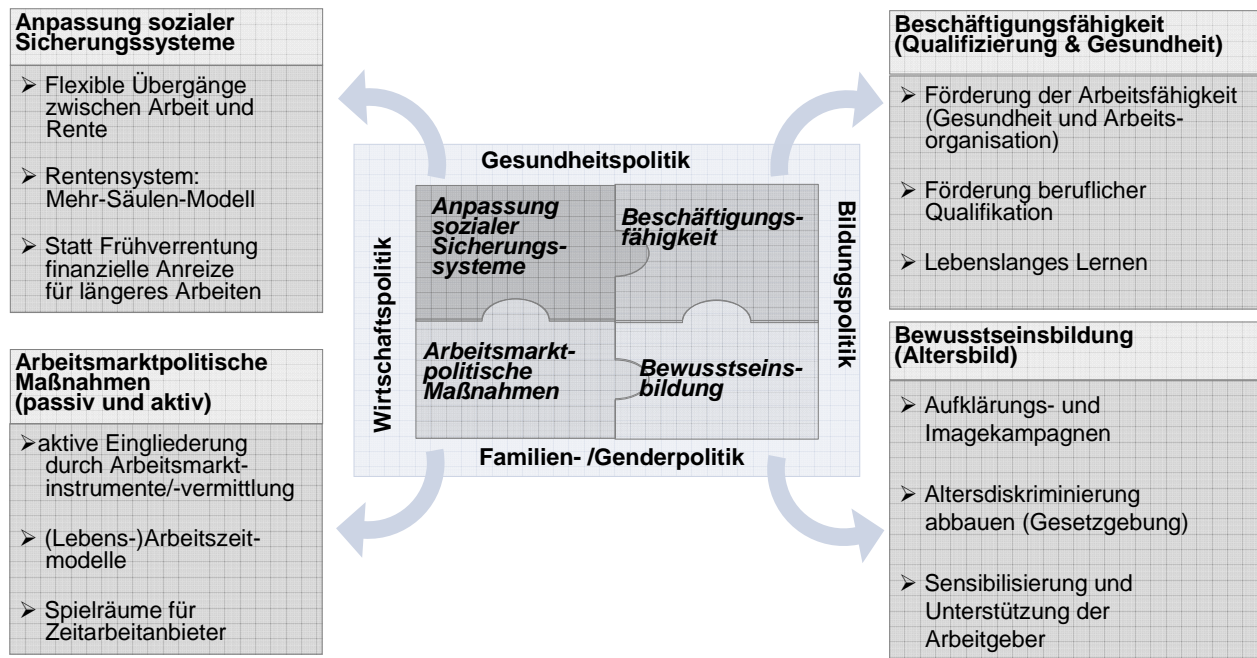 Anpassung sozialer
Sicherungssysteme
➢ Flexible Übergänge
zwischen Arbeit und
Rente
➢ Rentensystem:
Mehr-Säulen-Modell
➢ Statt Frühverrentung
finanzielle Anreize
für längeres Arbeiten
Arbeitsmarktpolitische
Maßnahmen
(passiv und aktiv)
➢aktive Eingliederung
durch Arbeitsmarkt-
instrumente/-vermittlung
➢ (Lebens-)Arbeitszeit-
modelle
➢ Spielräume für
Zeitarbeitanbieter
Gesundheitspolitik
Wirtschaftspolitik
Anpassung
sozialer
Sicherungs-
systeme
Beschäftigungs-
fähigkeit
Arbeitsmarkt-
politische
Maßnahmen
Bewusstseins-
bildung
Bildungspolitik
Familien- /Genderpolitik
Beschäftigungsfähigkeit
(Qualifizierung & Gesundheit)
➢ Förderung der Arbeitsfähigkeit
(Gesundheit und Arbeits-
organisation)
➢ Förderung beruflicher
Qualifikation
➢ Lebenslanges Lernen
Bewusstseinsbildung
(Altersbild)
➢ Aufklärungs- und
Imagekampagnen
➢ Altersdiskriminierung
abbauen (Gesetzgebung)
➢ Sensibilisierung und
Unterstützung der
Arbeitgeber